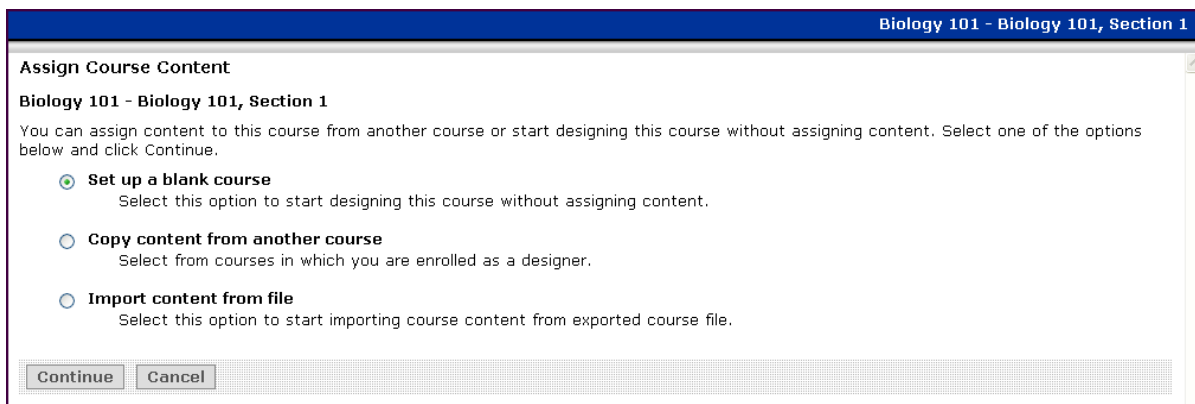 Biology 101 - Biology 101, Section 1
Assign Course Content
Biology 101 - Biology 101, Section 1
You can assign content to this course from another course or start designing this course without assigning content. Select one of the options
below and click Continue.
Set up a blank course
Select this option to start designing this course without assigning content.
Copy content from another course
Select from courses in which you are enrolled as a designer.
Import content from file
Select this option to start importing course content from exported course file.
Continue Cancel